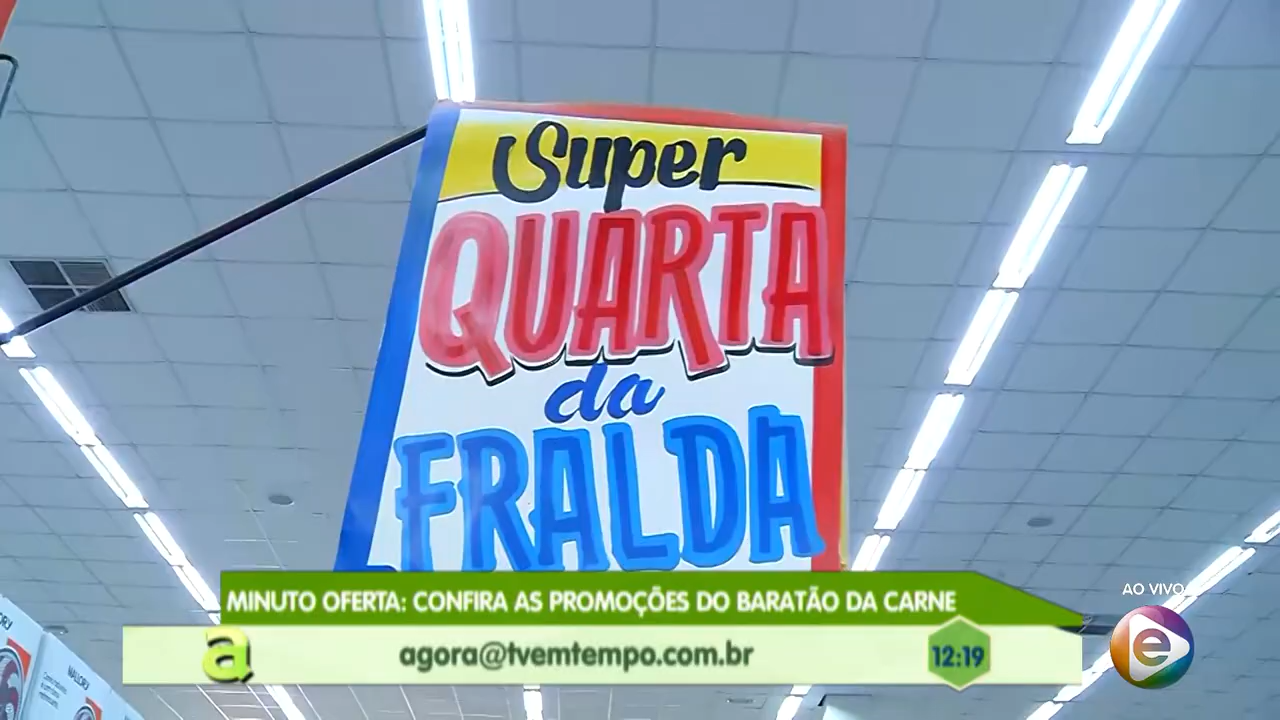 Super
QUARTA
da
FRALDA
MINUTO OFERTA: CONFIRA AS PROMOÇÕES DO BARATÃO DA CARNE
AO VIVO
a
agora@tvemtempo.com.br
12:19
e
MALLORY